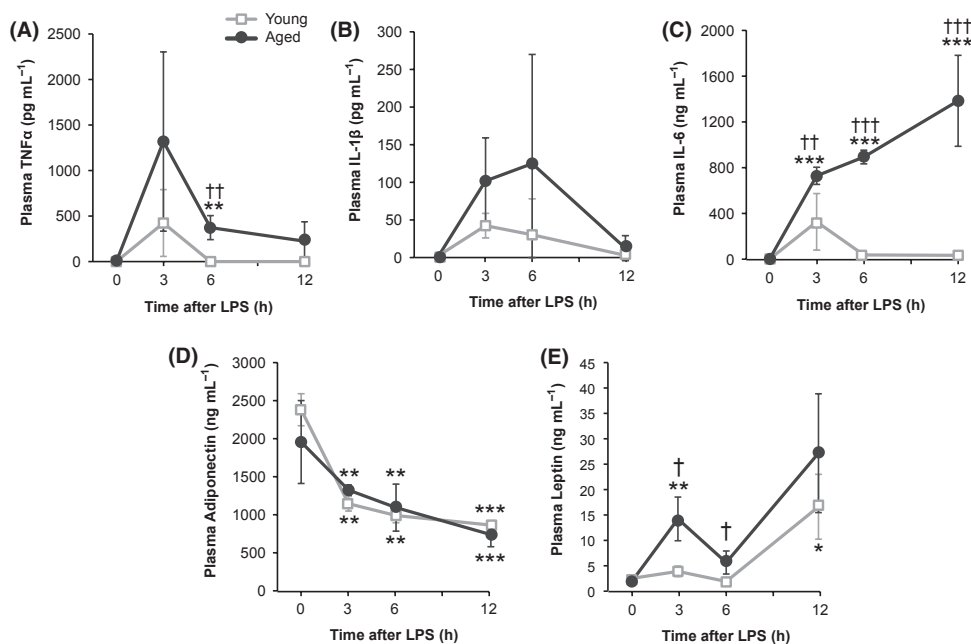 Young
Aged
(A)
Plasma TNFα (pg mL⁻¹)
2500
2000
1500
1000
500
0
††
**
0 3 6 12
Time after LPS (h)
(B)
Plasma IL-1β (pg mL⁻¹)
300
250
200
150
100
50
0
0 3 6 12
Time after LPS (h)
(C)
Plasma IL-6 (ng mL⁻¹)
2000
1600
1200
800
400
0
††
***
†††
***
†††
***
0 3 6 12
Time after LPS (h)
(D)
Plasma Adiponectin (ng mL⁻¹)
3000
2500
2000
1500
1000
500
0
** ** ***
** ** ***
0 3 6 12
Time after LPS (h)
(E)
Plasma Leptin (ng mL⁻¹)
45
40
35
30
25
20
15
10
5
0
†
**
†
*
0 3 6 12
Time after LPS (h)